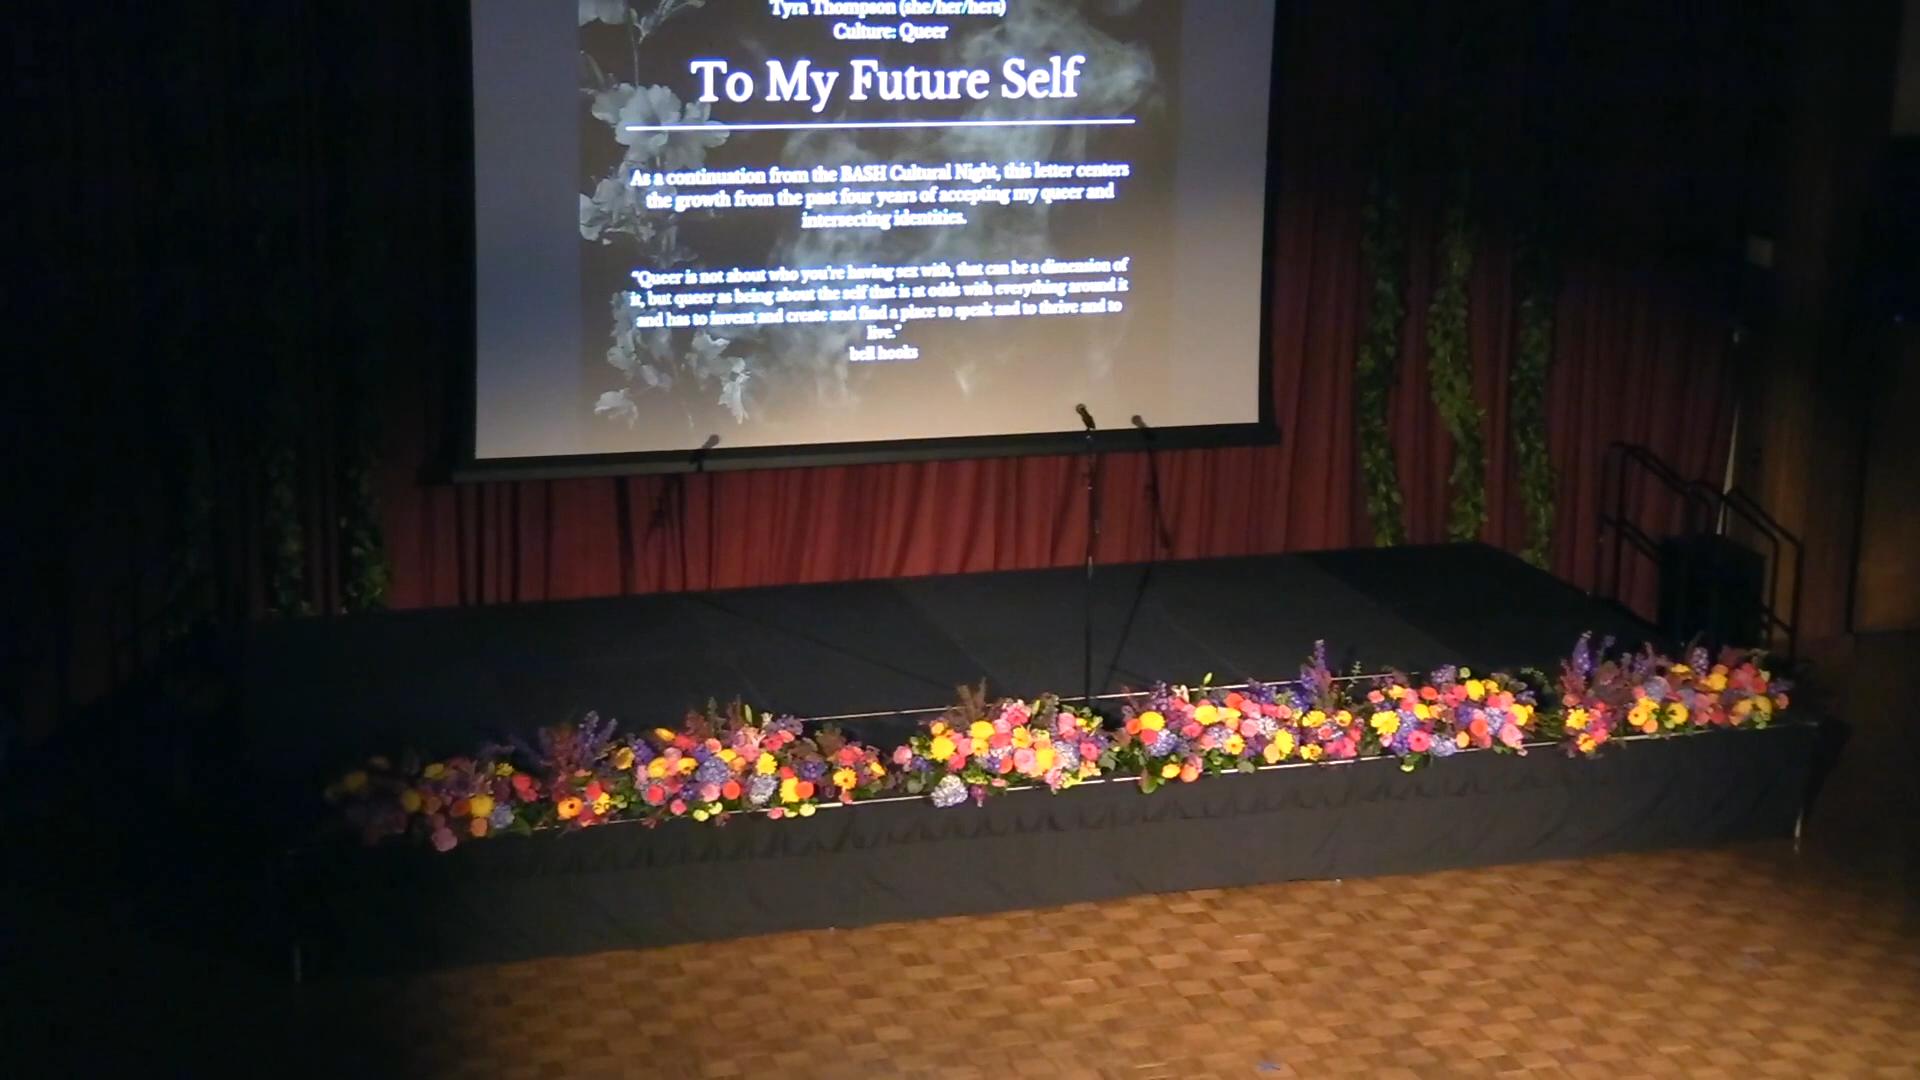 Tyra Thompson (she/her/hers)
Culture: Queer
To My Future Self
As a continuation from the BASH Cultural Night, this letter centers
the growth from the past four years of accepting my queer and
intersecting identities.
"Queer is not about who you're having sex with, that can be a dimension of
it, but queer as being about the self that is at odds with everything around it
and has to invent and create and find a place to speak and to thrive and to
live."
bell hooks